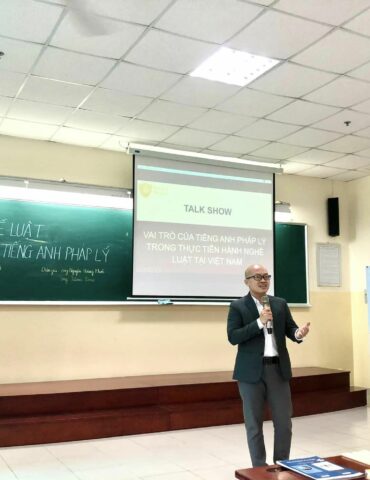 TALK SHOW
VAI TRÒ CỦA TIẾNG ANH PHÁP LÝ
TRONG THỰC TIỄN HÀNH NGHỀ
LUẬT TẠI VIỆT NAM
LUẬT
TIẾNG ANH PHÁP LÝ